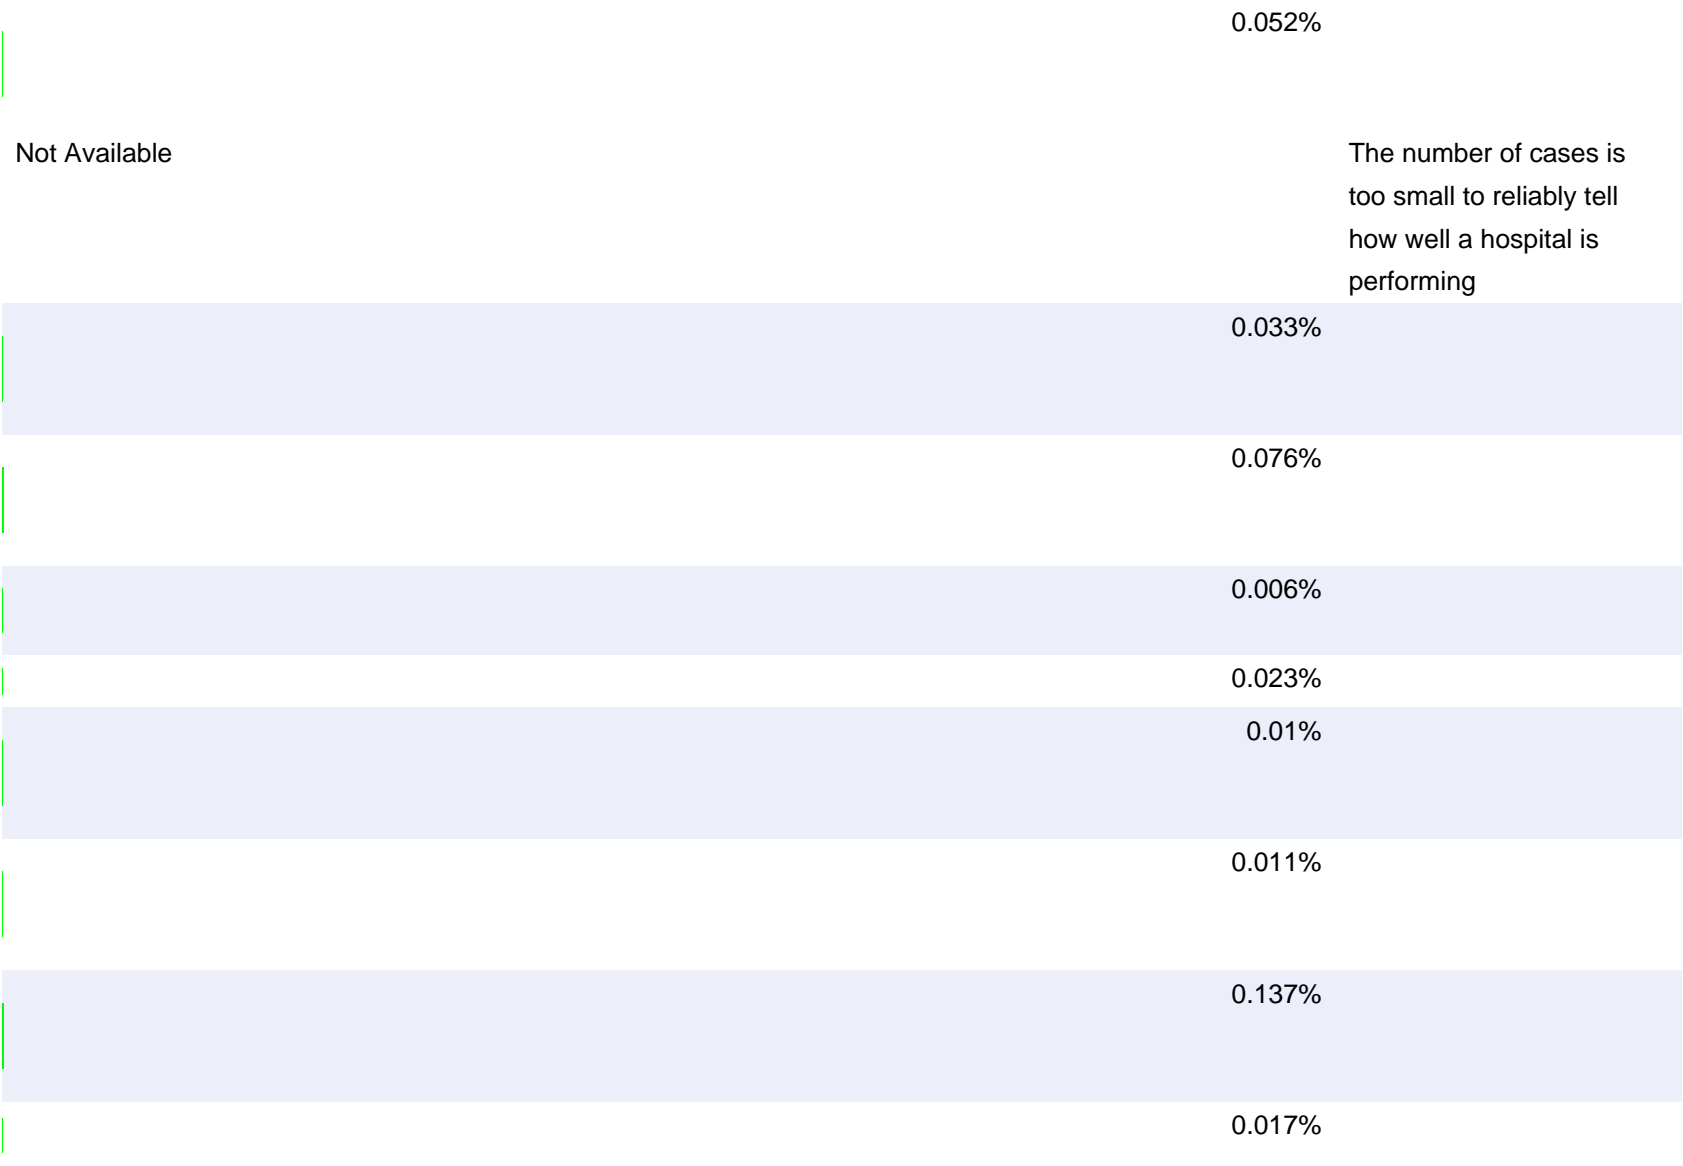 0.052%
Not Available
The number of cases is
too small to reliably tell
how well a hospital is
performing
0.033%
0.076%
0.006%
0.023%
0.01%
0.011%
0.137%
0.017%